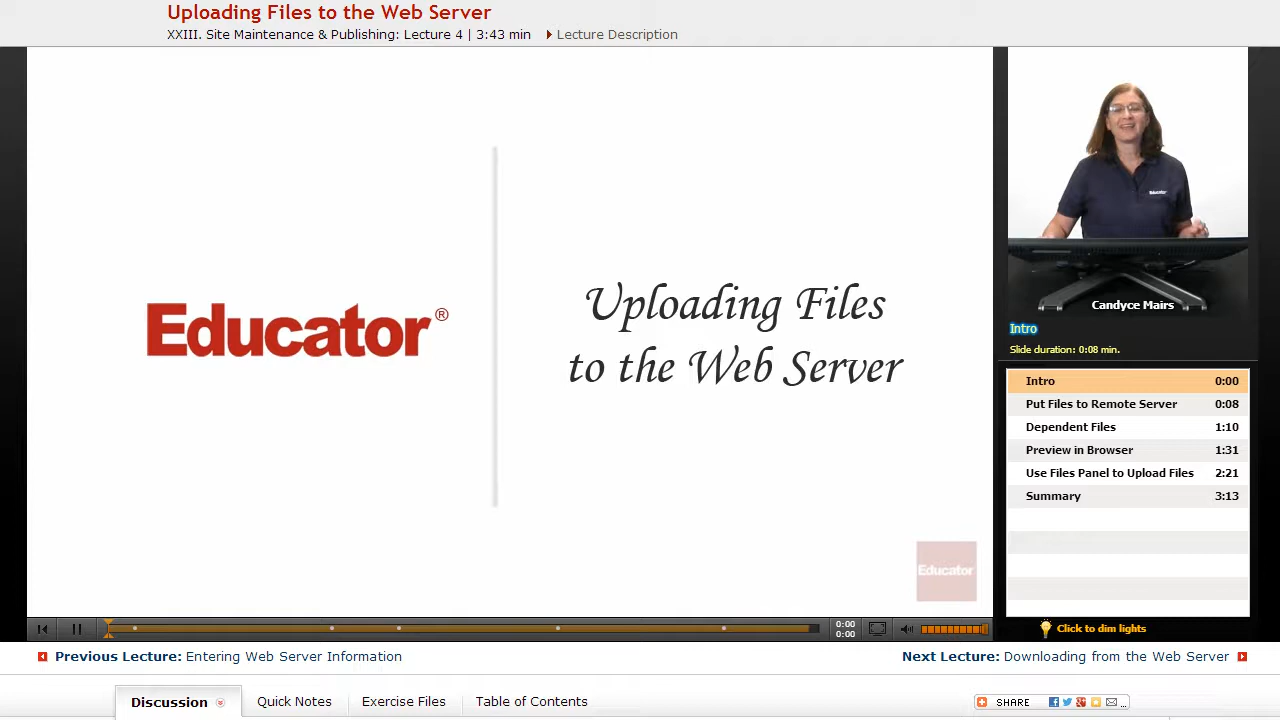 Uploading Files to the Web Server
XXIII. Site Maintenance & Publishing: Lecture 4 | 3:43 min
Lecture Description
Educator®
Uploading Files
to the Web Server
Educator
Educator
Candyce Mairs
Intro
Slide duration: 0:08 min.
Intro 0:00
Put Files to Remote Server 0:08
Dependent Files 1:10
Preview in Browser 1:31
Use Files Panel to Upload Files 2:21
Summary 3:13
0:00
0:00
Click to dim lights
Previous Lecture: Entering Web Server Information
Next Lecture: Downloading from the Web Server
Discussion
Quick Notes
Exercise Files
Table of Contents
SHARE